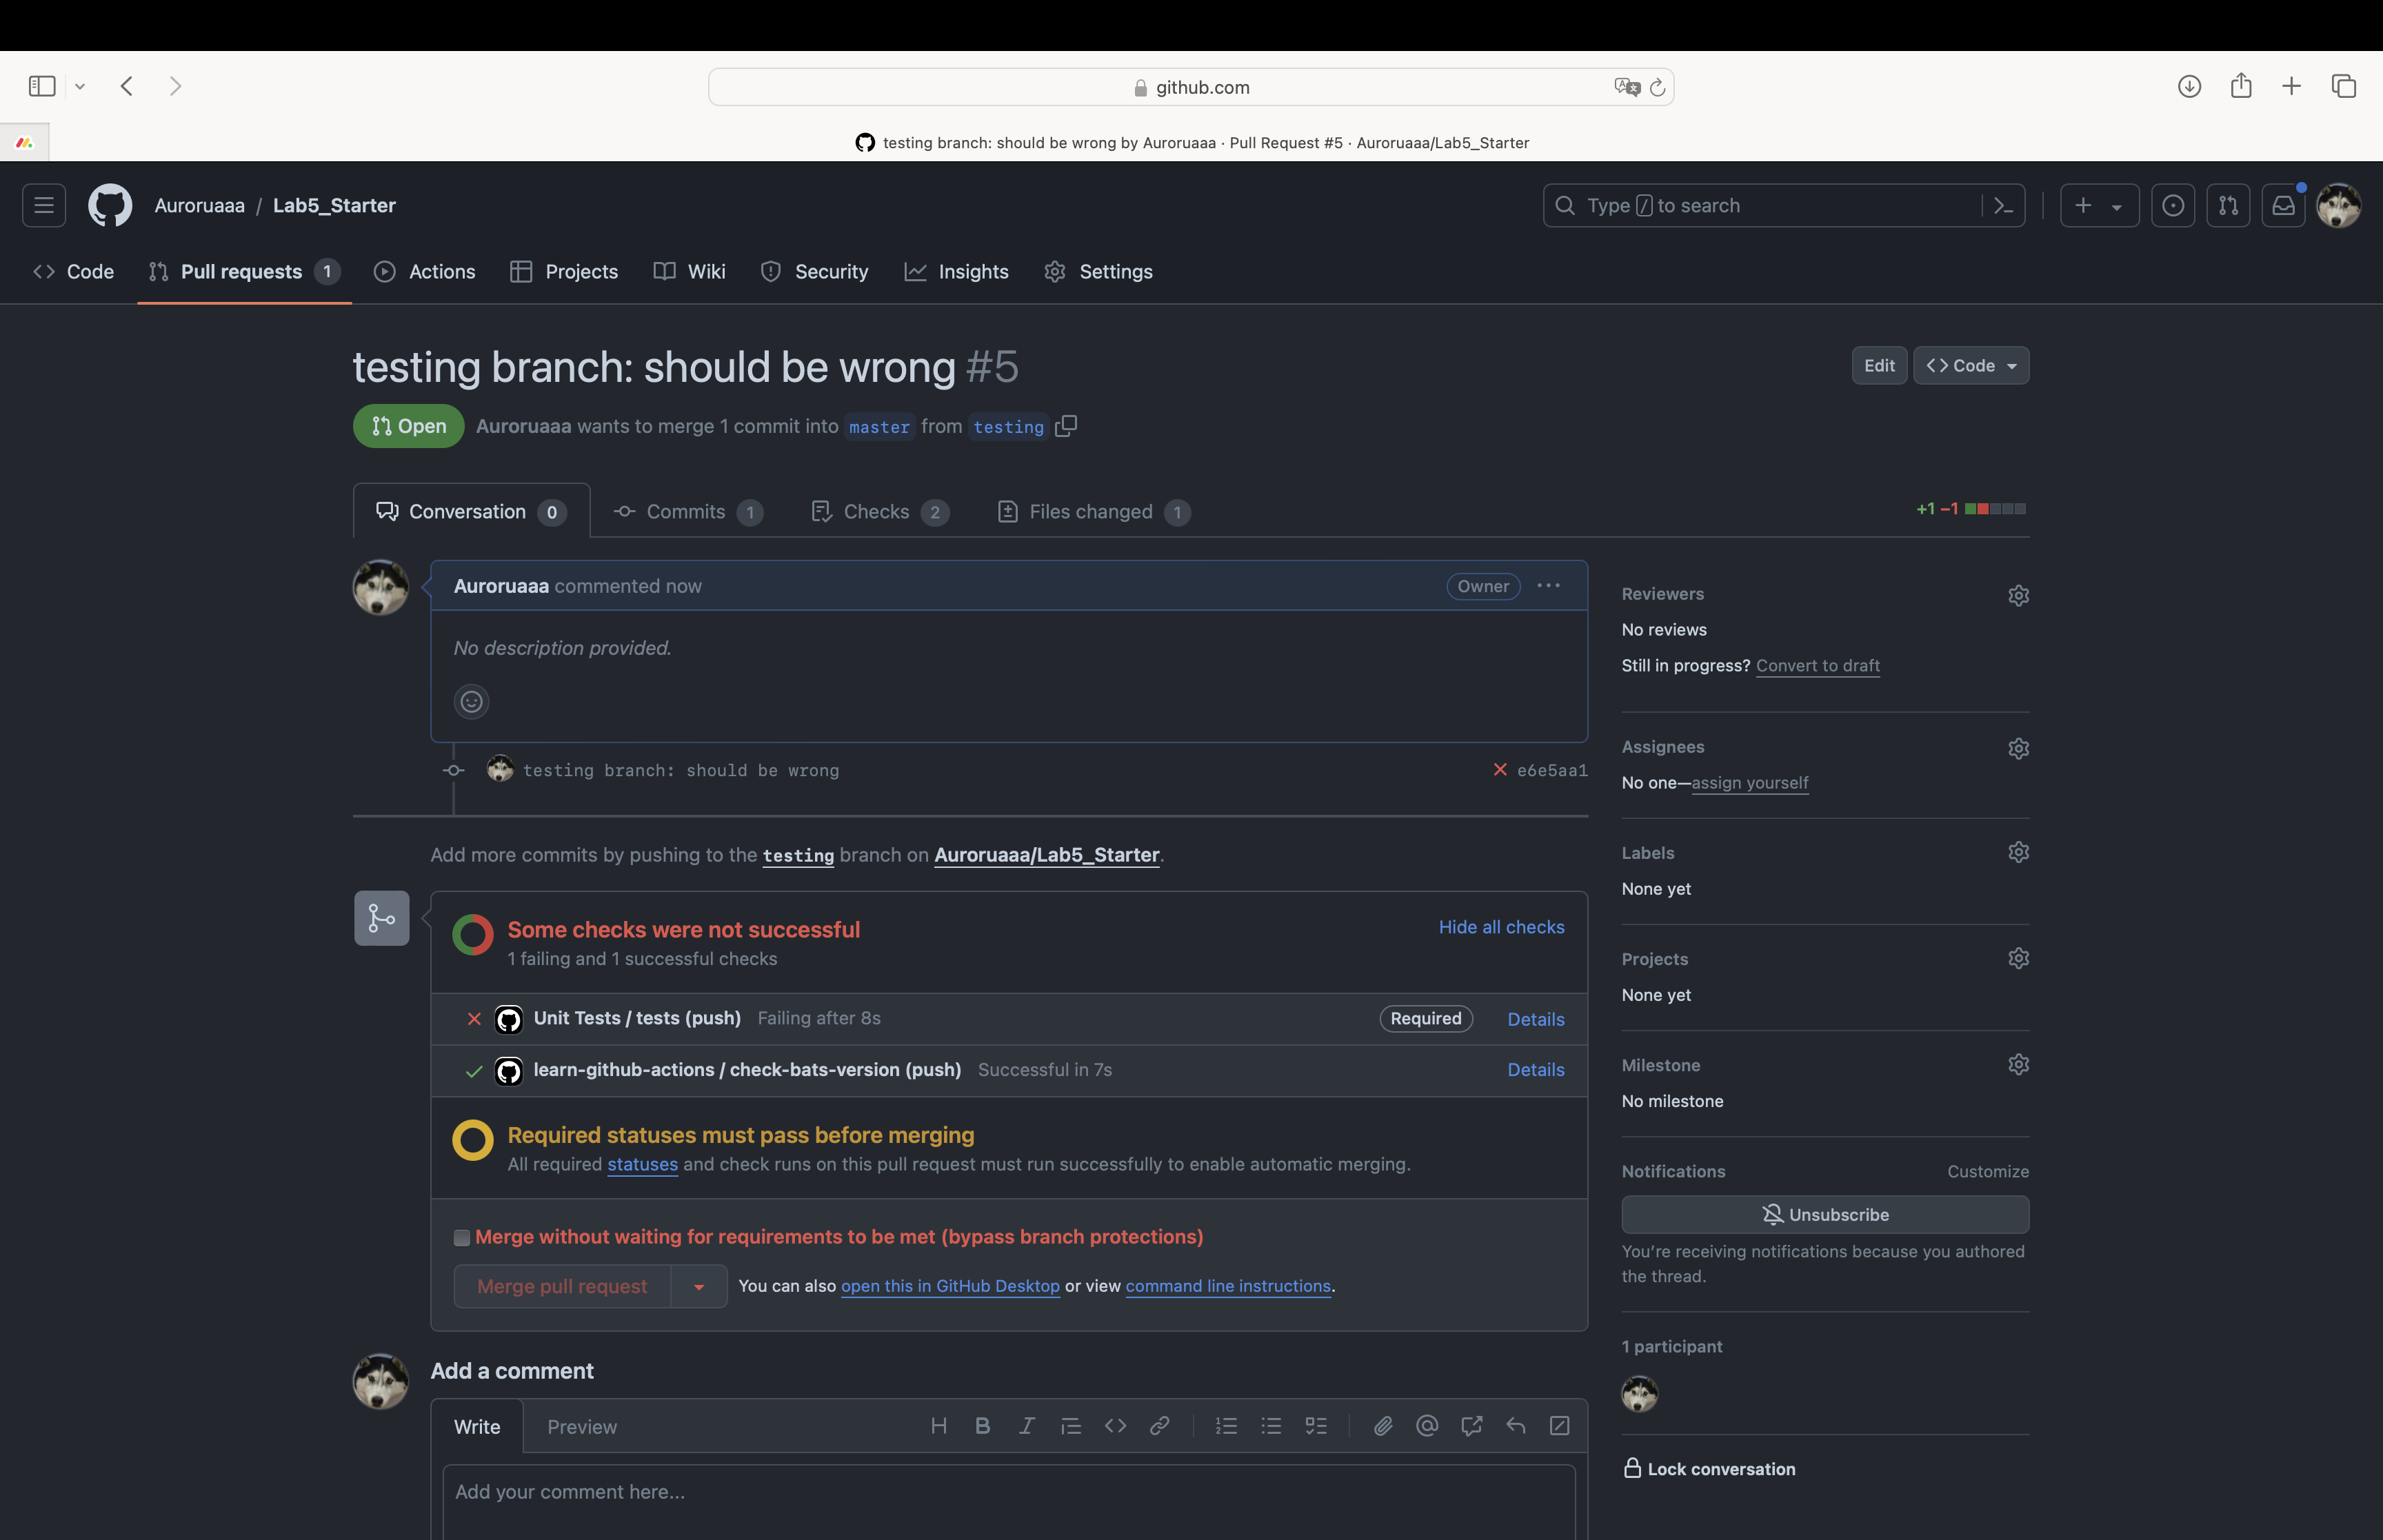 github.com
testing branch: should be wrong by Auroruaaa · Pull Request #5 · Auroruaaa/Lab5_Starter
Auroruaaa / Lab5_Starter
Type / to search
Code
Pull requests 1
Actions
Projects
Wiki
Security
Insights
Settings
testing branch: should be wrong #5
Edit
Code
Open
Auroruaaa wants to merge 1 commit into master from testing
Conversation 0
Commits 1
Checks 2
Files changed 1
+1 −1
Auroruaaa commented now
Owner
No description provided.
testing branch: should be wrong
e6e5aa1
Add more commits by pushing to the testing branch on Auroruaaa/Lab5_Starter.
Some checks were not successful
Hide all checks
1 failing and 1 successful checks
Unit Tests / tests (push) Failing after 8s
Required
Details
learn-github-actions / check-bats-version (push) Successful in 7s
Details
Required statuses must pass before merging
All required statuses and check runs on this pull request must run successfully to enable automatic merging.
Merge without waiting for requirements to be met (bypass branch protections)
Merge pull request
You can also open this in GitHub Desktop or view command line instructions.
Add a comment
Write
Preview
Add your comment here...
Reviewers
No reviews
Still in progress? Convert to draft
Assignees
No one—assign yourself
Labels
None yet
Projects
None yet
Milestone
No milestone
Notifications
Customize
Unsubscribe
You're receiving notifications because you authored
the thread.
1 participant
Lock conversation